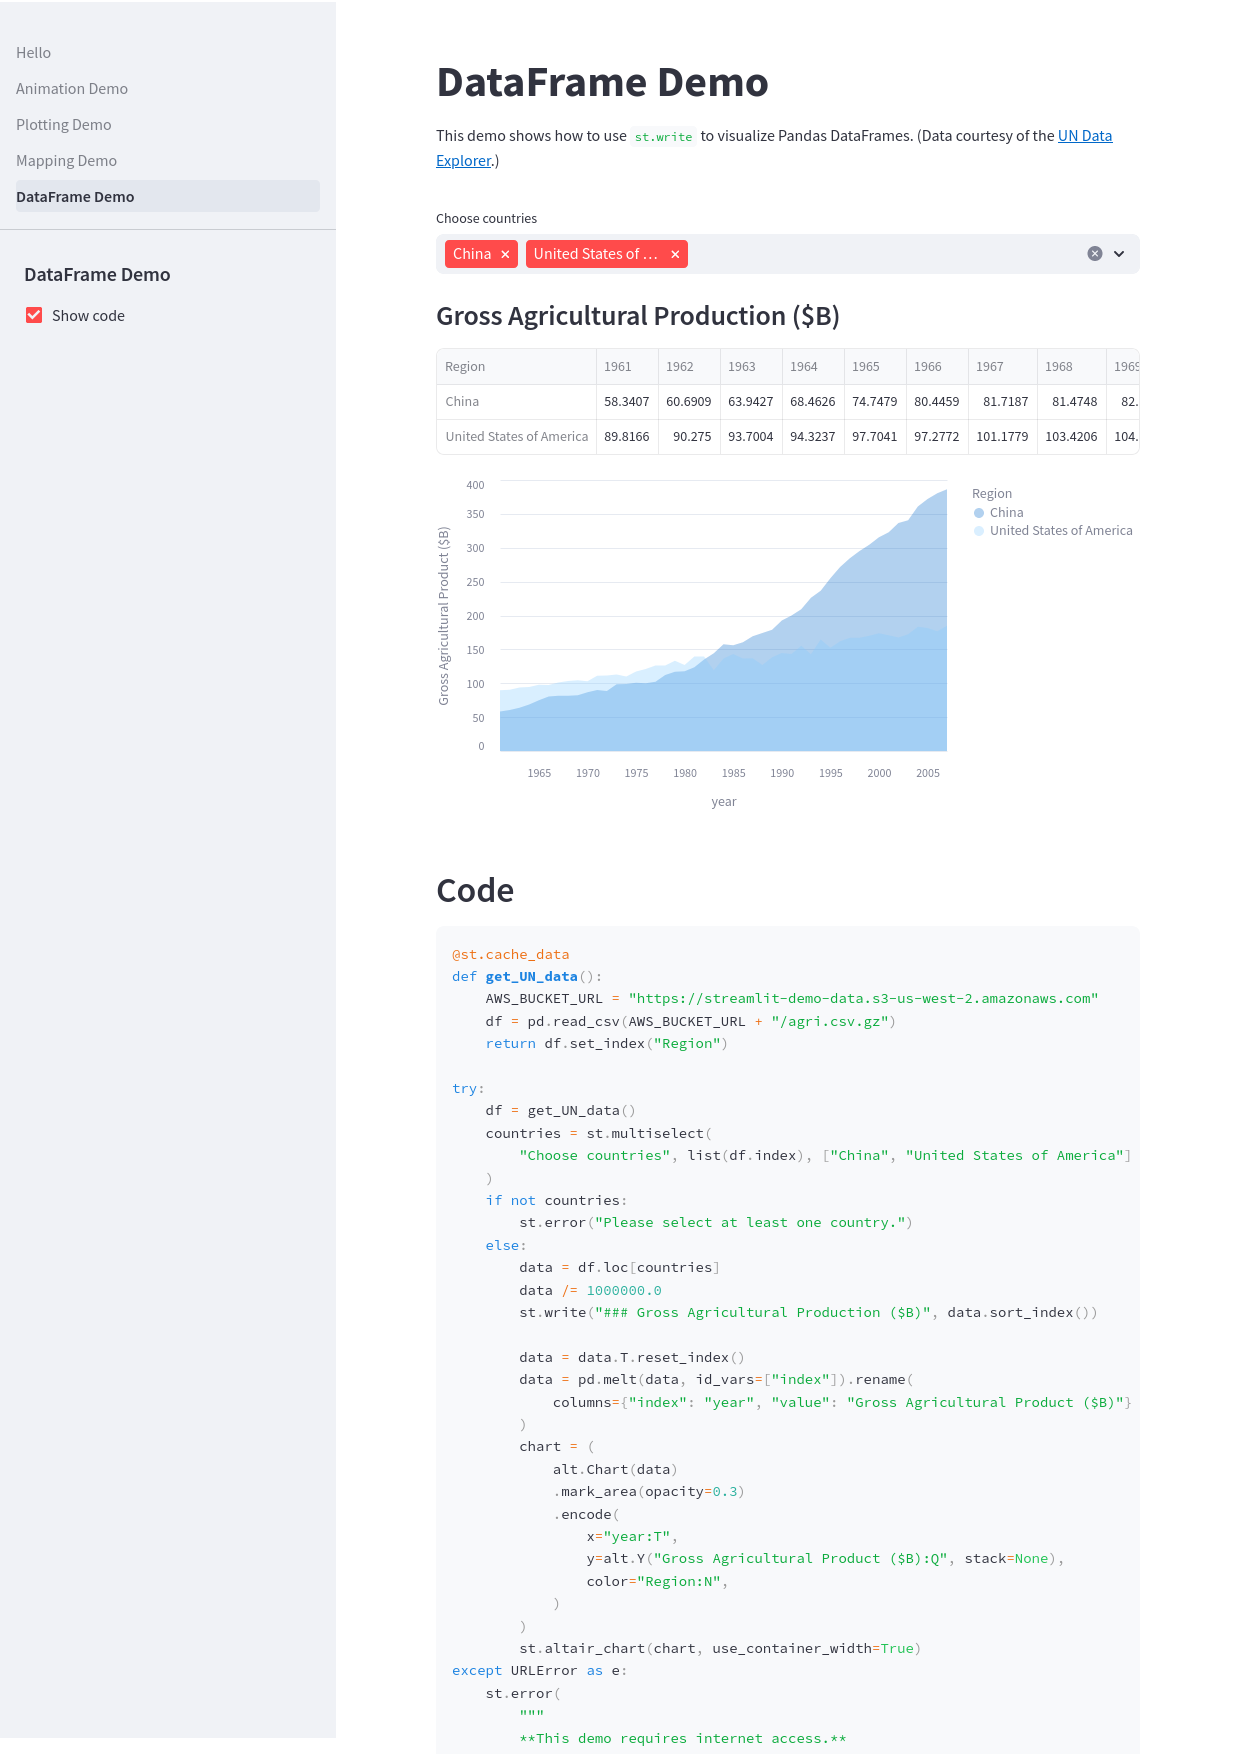 Hello
Animation Demo
Plotting Demo
Mapping Demo
DataFrame Demo
DataFrame Demo
Show code
DataFrame Demo
This demo shows how to use st.write to visualize Pandas DataFrames. (Data courtesy of the UN Data
Explorer.)
Choose countries
China × United States of ... ×
Gross Agricultural Production ($B)
Region 1961 1962 1963 1964 1965 1966 1967 1968 1969
China 58.3407 60.6909 63.9427 68.4626 74.7479 80.4459 81.7187 81.4748 82.
United States of America 89.8166 90.275 93.7004 94.3237 97.7041 97.2772 101.1779 103.4206 104.
Gross Agricultural Product ($B)
400
350
300
250
200
150
100
50
0
1965 1970 1975 1980 1985 1990 1995 2000 2005
year
Region
China
United States of America
Code
@st.cache_data
def get_UN_data():
    AWS_BUCKET_URL = "https://streamlit-demo-data.s3-us-west-2.amazonaws.com"
    df = pd.read_csv(AWS_BUCKET_URL + "/agri.csv.gz")
    return df.set_index("Region")
try:
    df = get_UN_data()
    countries = st.multiselect(
        "Choose countries", list(df.index), ["China", "United States of America"]
    )
    if not countries:
        st.error("Please select at least one country.")
    else:
        data = df.loc[countries]
        data /= 1000000.0
        st.write("### Gross Agricultural Production ($B)", data.sort_index())
        data = data.T.reset_index()
        data = pd.melt(data, id_vars=["index"]).rename(
            columns={"index": "year", "value": "Gross Agricultural Product ($B)"}
        )
        chart = (
            alt.Chart(data)
            .mark_area(opacity=0.3)
            .encode(
                x="year:T",
                y=alt.Y("Gross Agricultural Product ($B):Q", stack=None),
                color="Region:N",
            )
        )
        st.altair_chart(chart, use_container_width=True)
except URLError as e:
    st.error(
        """
        **This demo requires internet access.**